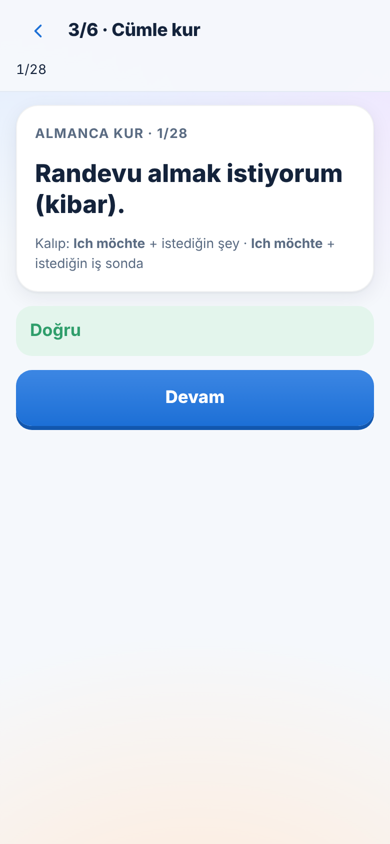 3/6 · Cümle kur
1/28
ALMANCA KUR · 1/28
Randevu almak istiyorum
(kibar).
Kalıp: Ich möchte + istediğin şey · Ich möchte +
istediğin iş sonda
Doğru
Devam